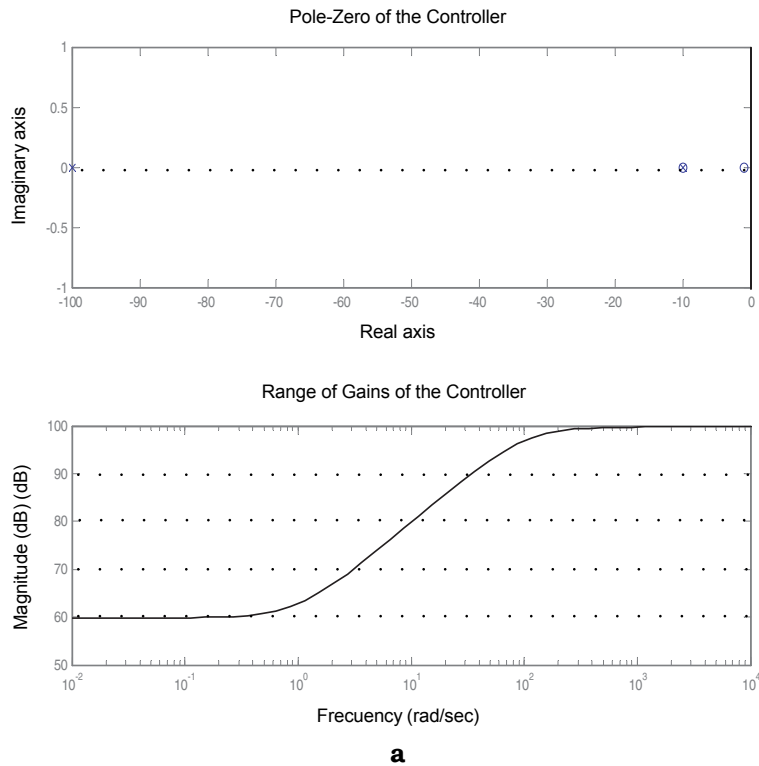 Pole-Zero of the Controller
1
0.5
0
-0.5
-1
Imaginary axis
-100 -90 -80 -70 -60 -50 -40 -30 -20 -10 0
Real axis
Range of Gains of the Controller
100
90
80
70
60
50
Magnitude (dB) (dB)
10-2 10-1 100 101 102 103 104
Frecuency (rad/sec)
a